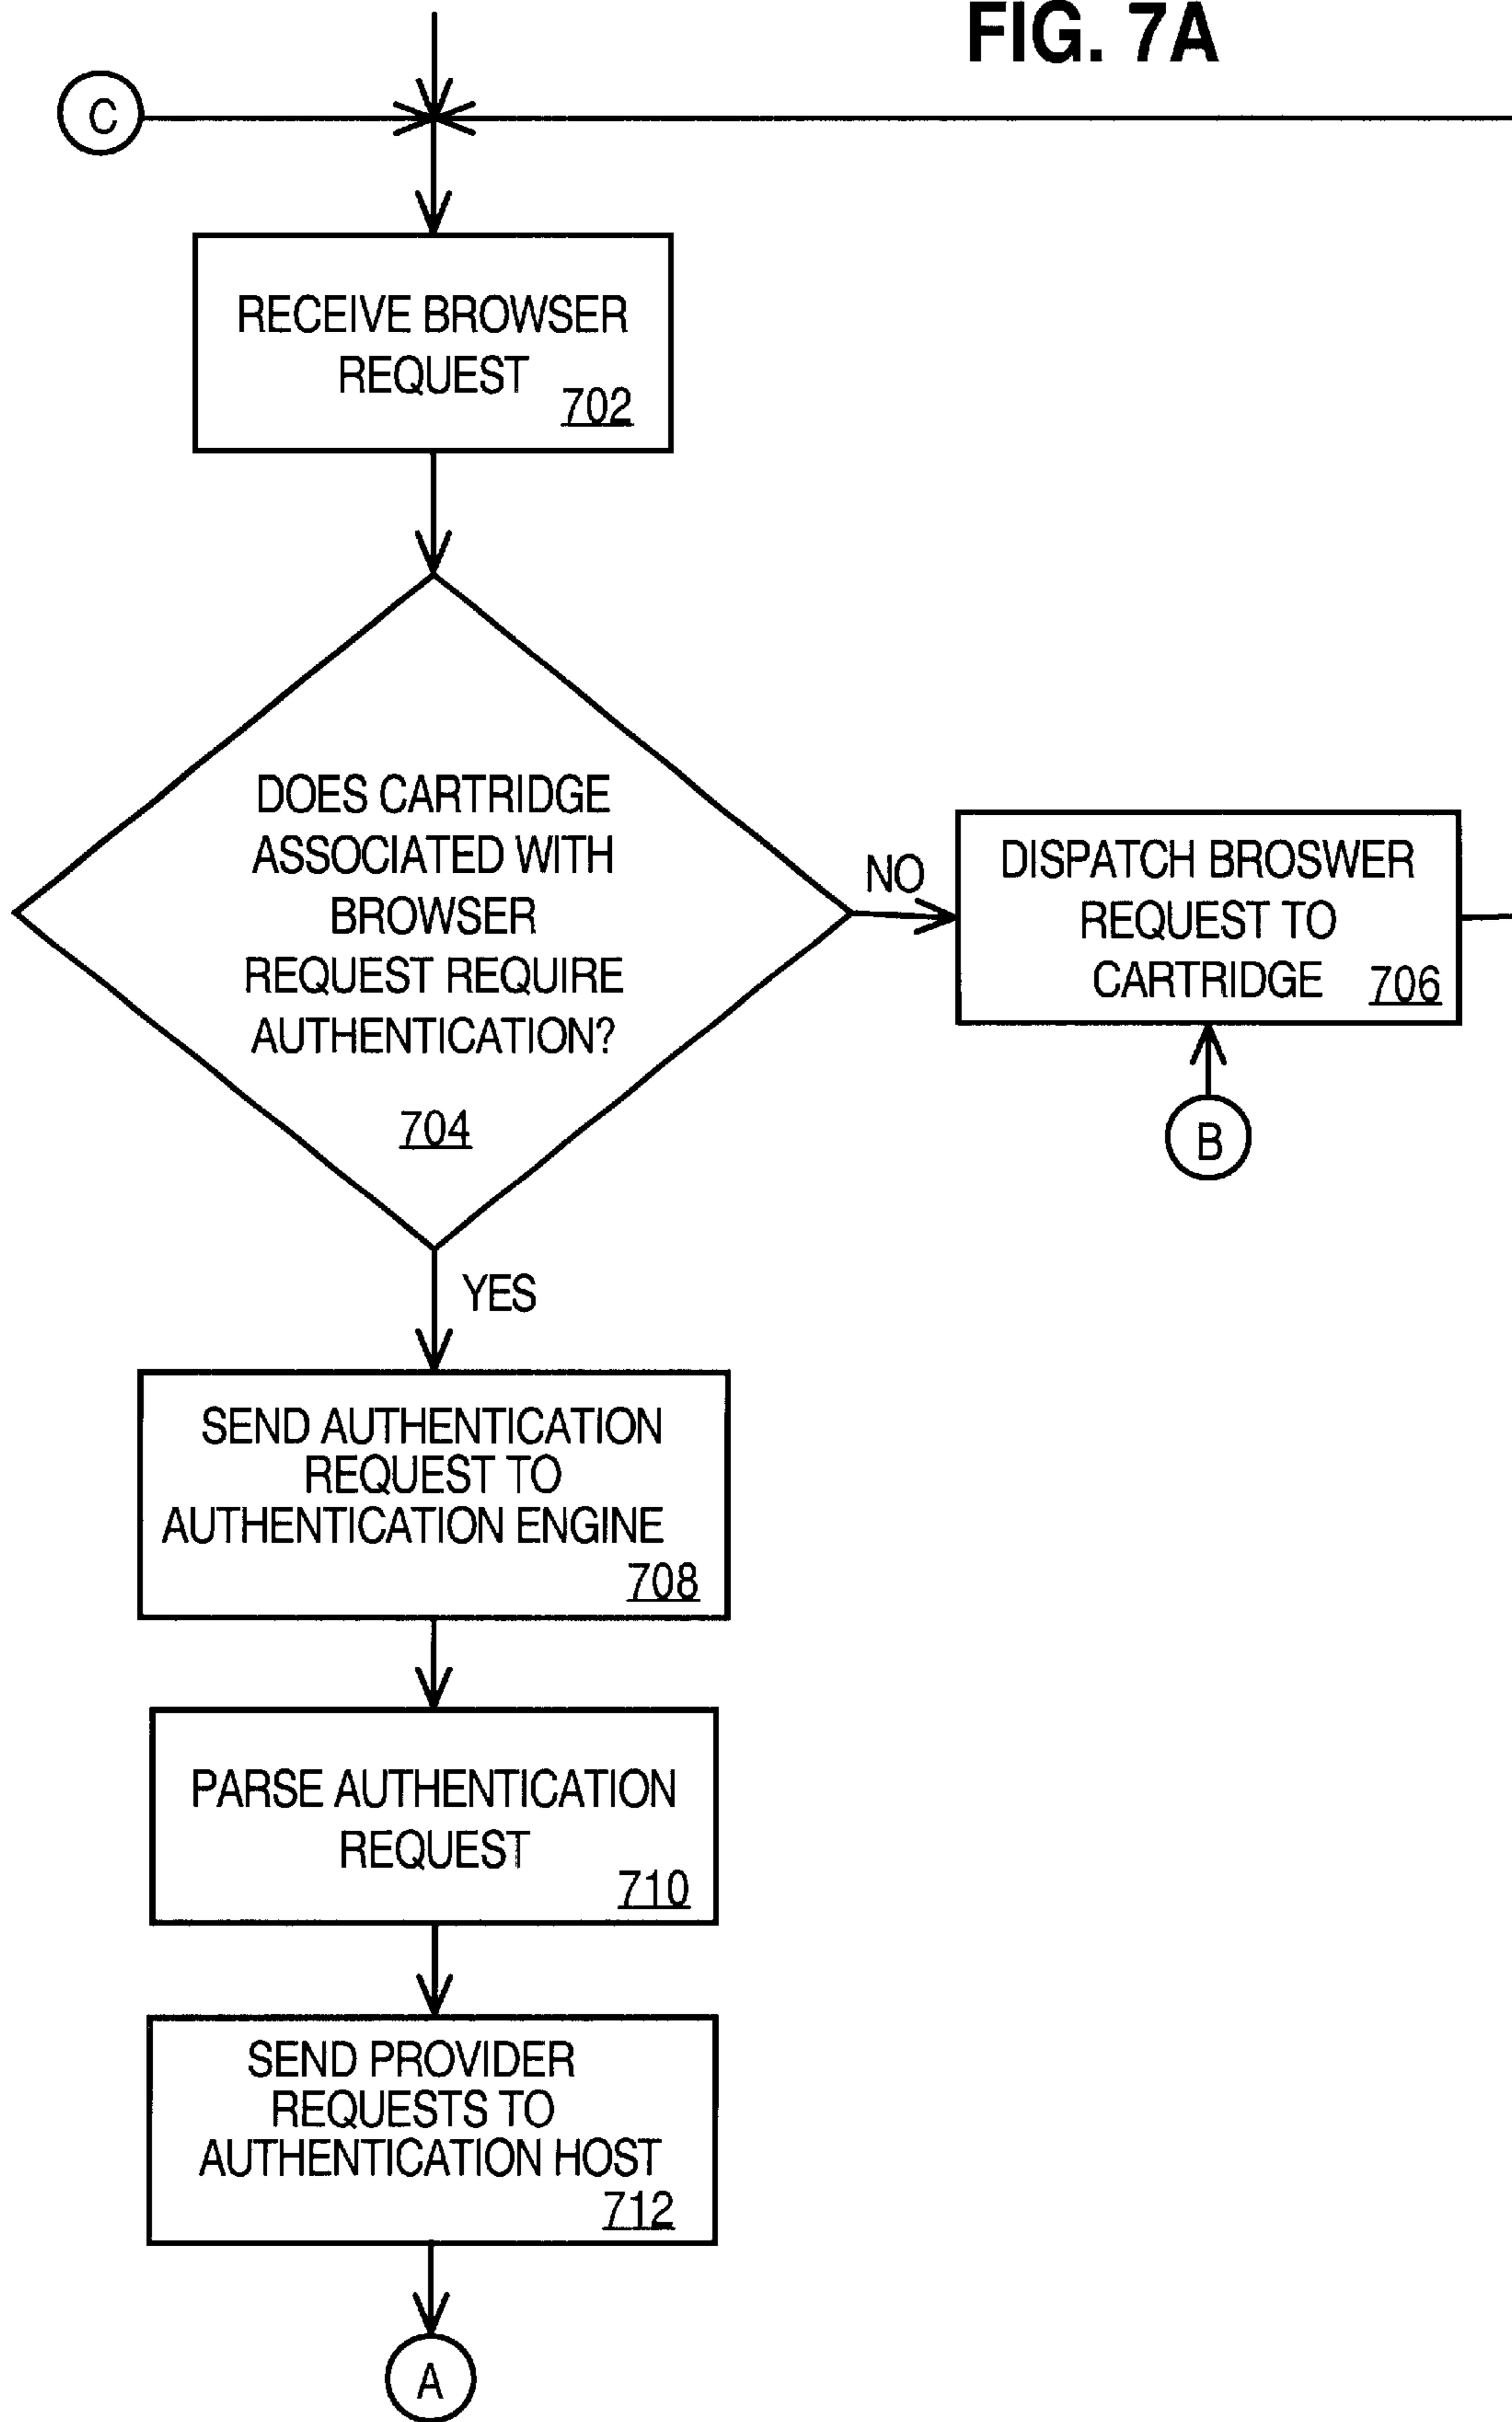 FIG. 7A
C
RECEIVE BROWSER
REQUEST
702
DOES CARTRIDGE
ASSOCIATED WITH
BROWSER
REQUEST REQUIRE
AUTHENTICATION?
704
NO
DISPATCH BROSWER
REQUEST TO
CARTRIDGE 706
B
YES
SEND AUTHENTICATION
REQUEST TO
AUTHENTICATION ENGINE
708
PARSE AUTHENTICATION
REQUEST
710
SEND PROVIDER
REQUESTS TO
AUTHENTICATION HOST
712
A